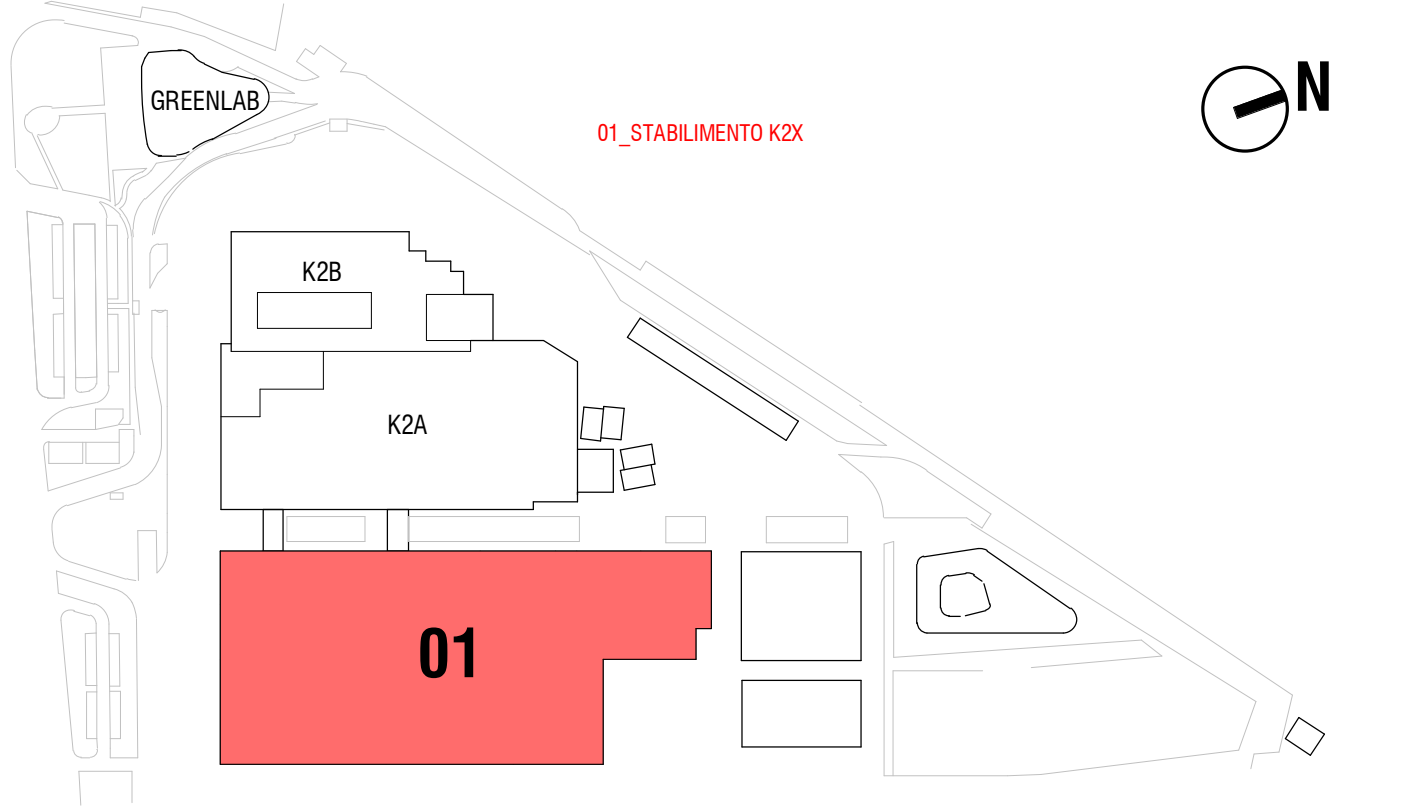 N
GREENLAB
01_STABILIMENTO K2X
K2B
K2A
01